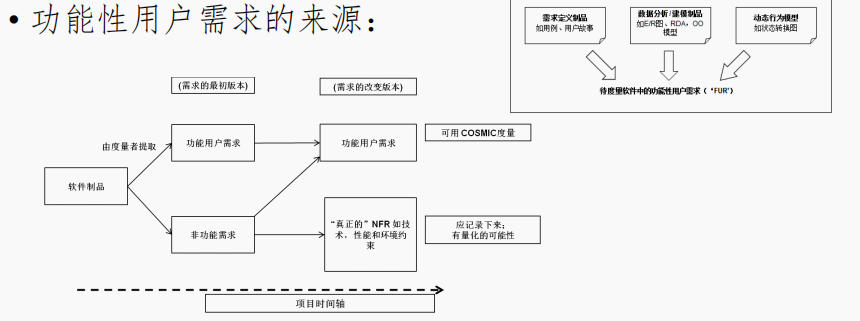 • 功能性用户需求的来源：
需求定义制品
如用例、用户故事
数据分析/建模制品
如E/R图、RDA，OO
模型
动态行为模型
如状态转换图
待度量软件中的功能性用户需求（‘FUR’）
(需求的最初版本)
(需求的改变版本)
由度量者提取
功能用户需求
功能用户需求
可用 COSMIC度量
软件制品
非功能需求
“真正的” NFR 如技
术，性能和环境约
束
应记录下来；
有量化的可能性
项目时间轴